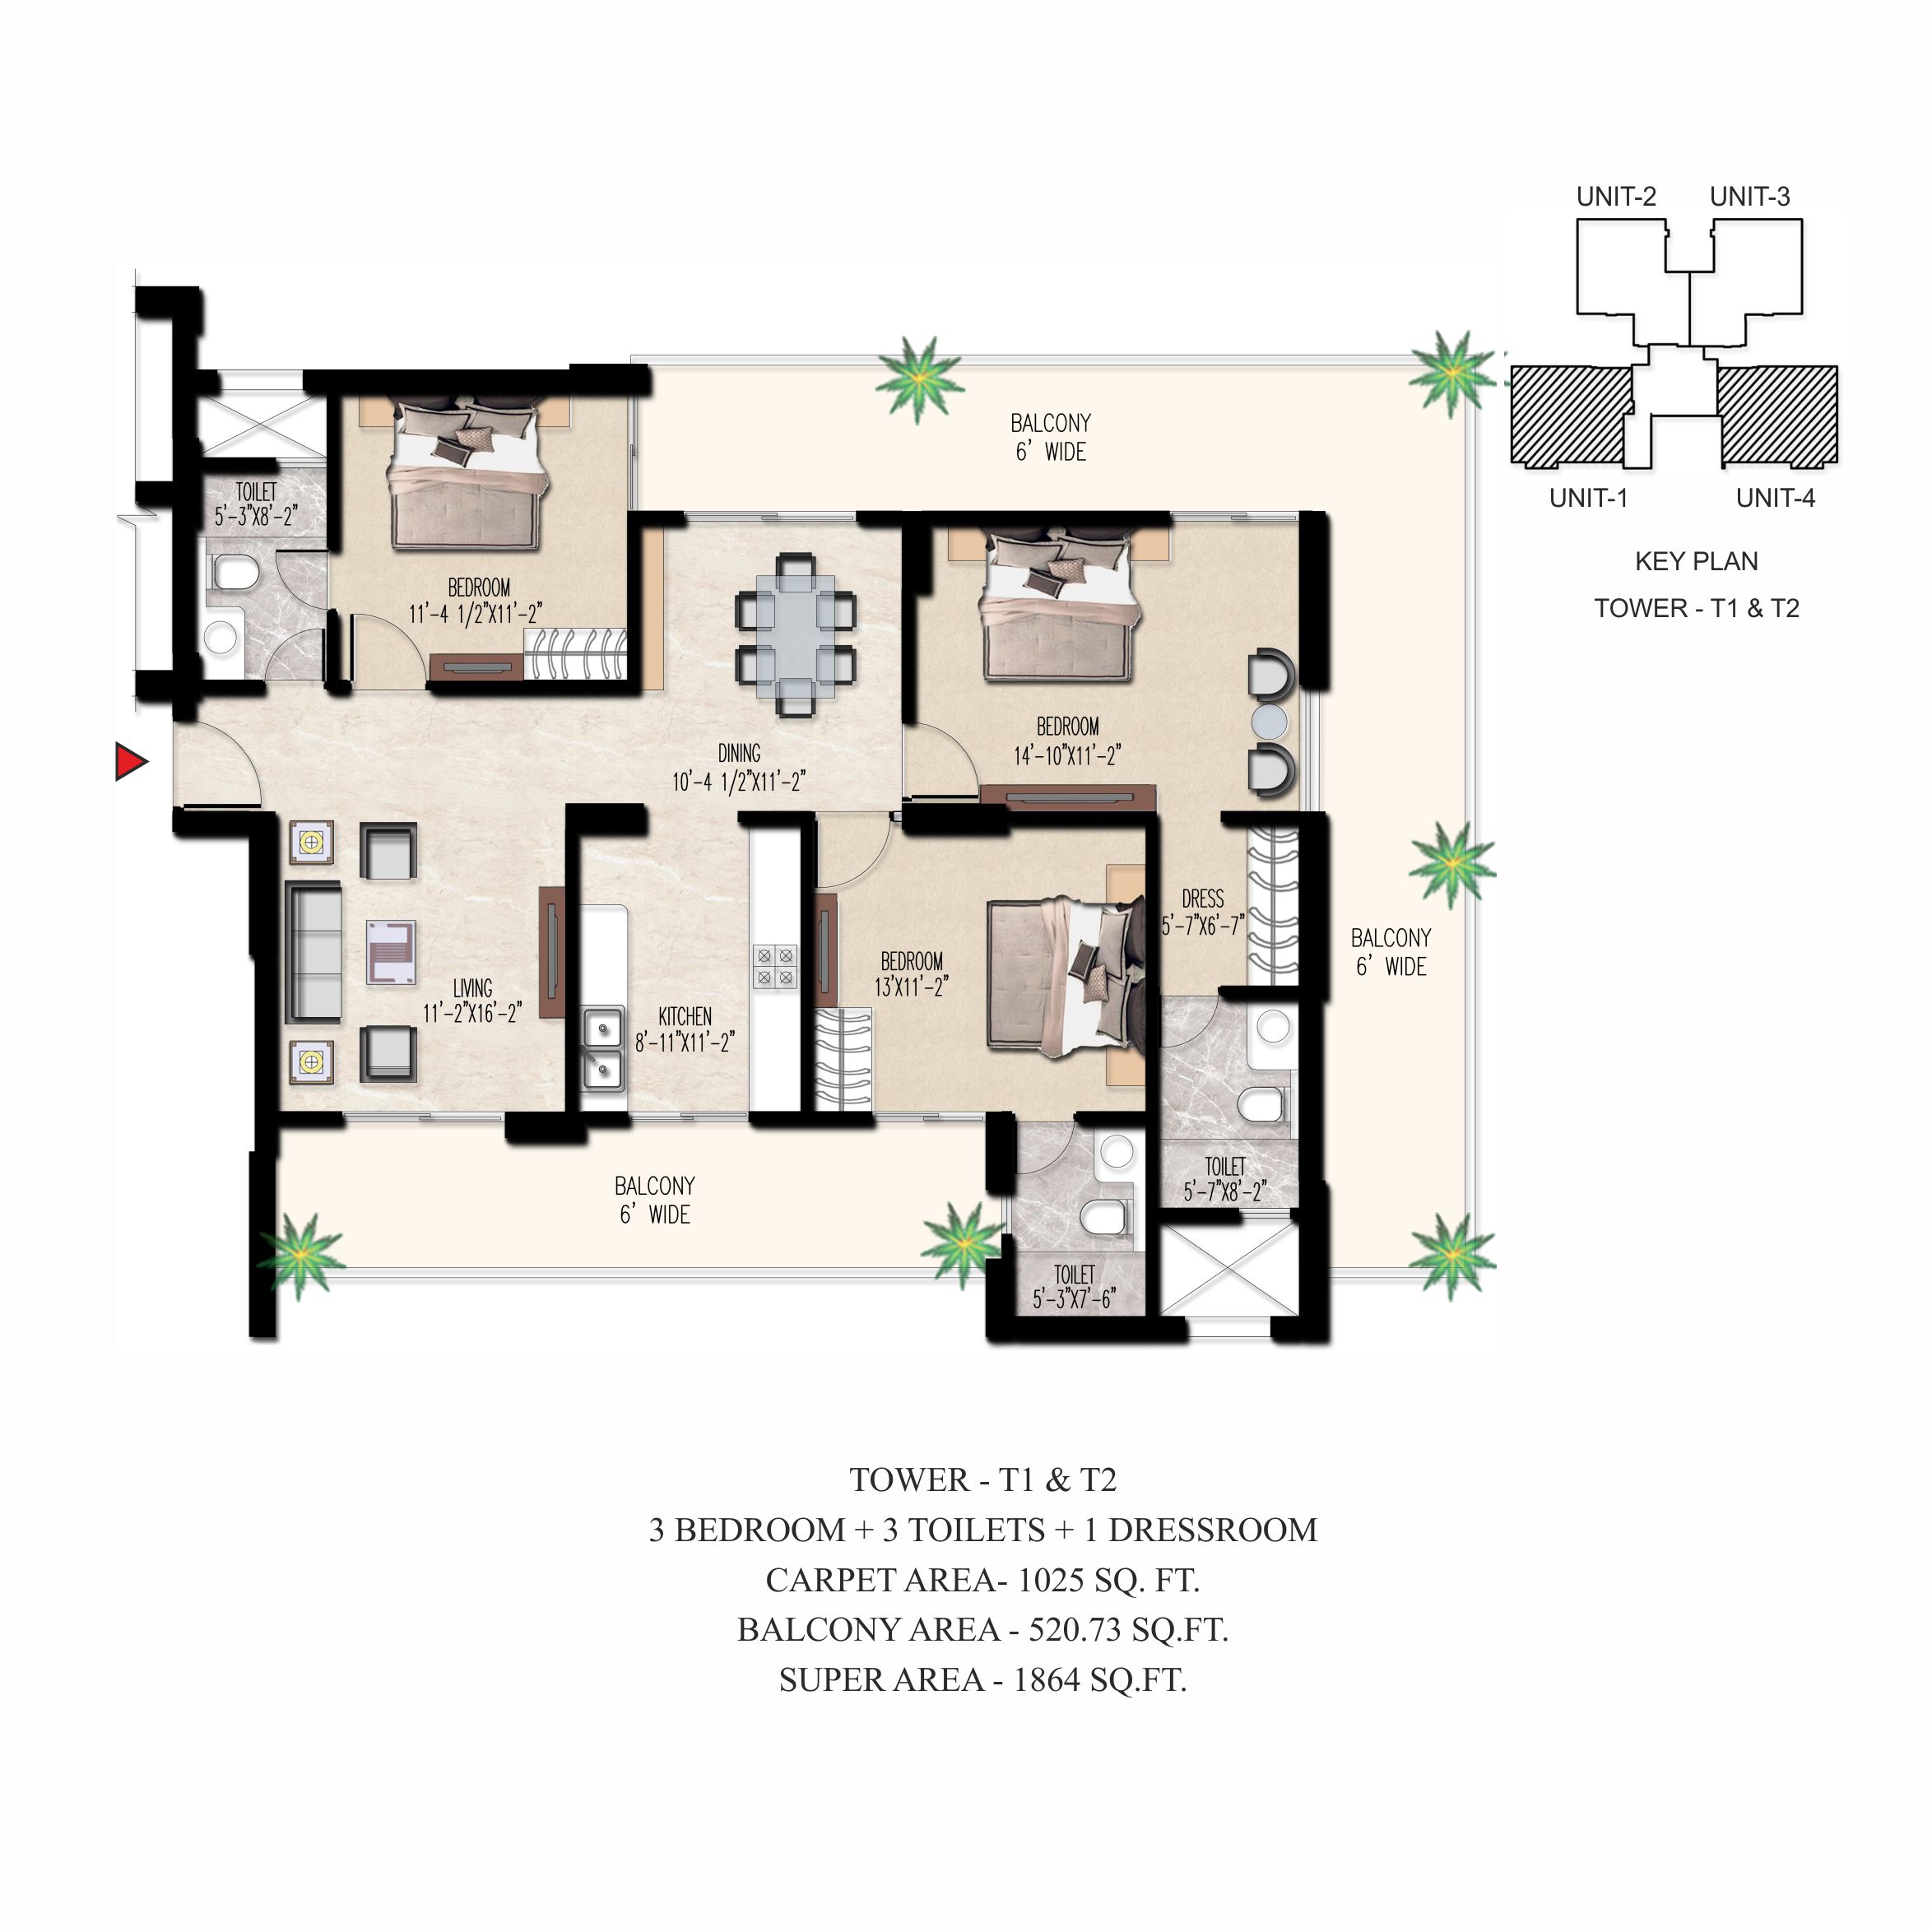 UNIT-2
UNIT-3
UNIT-1
UNIT-4
KEY PLAN
TOWER - T1 & T2
BALCONY
6' WIDE
TOILET
5'-3"X8'-2"
BEDROOM
11'-4 1/2"X11'-2"
DINING
10'-4 1/2"X11'-2"
BEDROOM
14'-10"X11'-2"
DRESS
5'-7"X6'-7"
BALCONY
6' WIDE
LIVING
11'-2"X16'-2"
KITCHEN
8'-11"X11'-2"
BEDROOM
13'X11'-2"
TOILET
5'-7"X8'-2"
BALCONY
6' WIDE
TOILET
5'-3"X7'-6"
TOWER - T1 & T2
3 BEDROOM + 3 TOILETS + 1 DRESSROOM
CARPET AREA- 1025 SQ. FT.
BALCONY AREA - 520.73 SQ.FT.
SUPER AREA - 1864 SQ.FT.